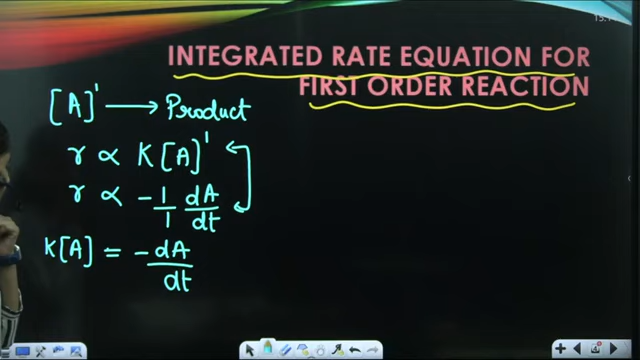 INTEGRATED RATE EQUATION FOR
FIRST ORDER REACTION
[A]¹ ⟶ Product
r ∝ K[A]¹
r ∝ -1/1 dA/dt
K[A] = -dA/dt